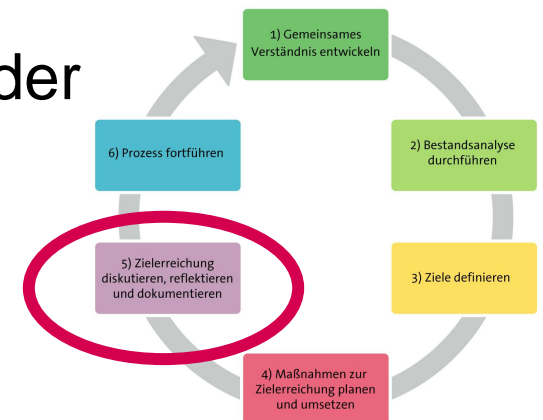 der
1) Gemeinsames
Verständnis entwickeln
2) Bestandsanalyse
durchführen
3) Ziele definieren
4) Maßnahmen zur
Zielerreichung planen
und umsetzen
5) Zielerreichung
diskutieren, reflektieren
und dokumentieren
6) Prozess fortführen